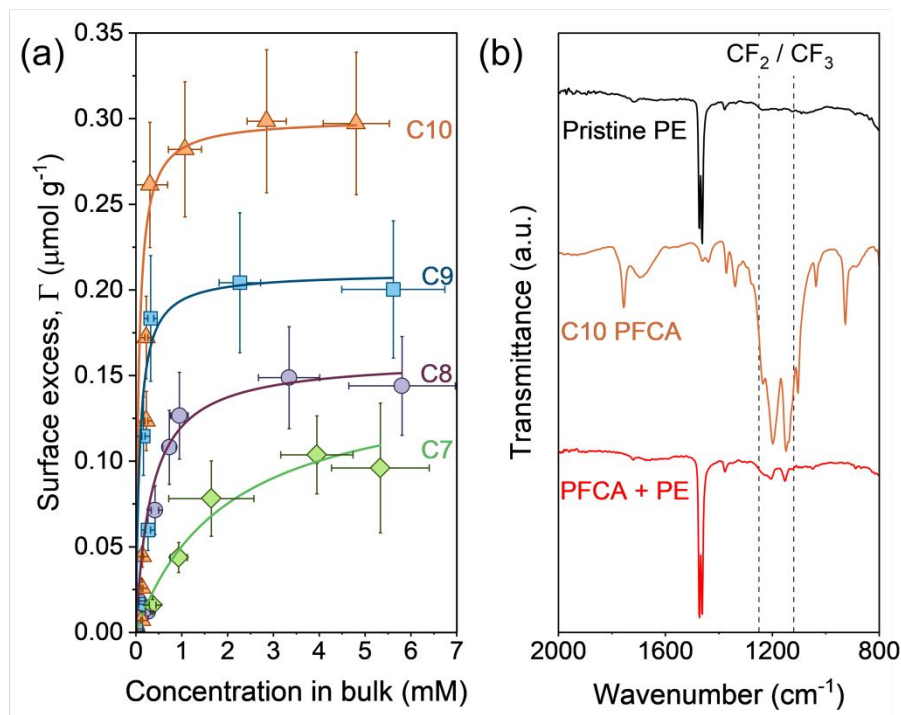 (a)
Surface excess, Γ (μmol g⁻¹)
0.35
0.30
0.25
0.20
0.15
0.10
0.05
0.00
C10
C9
C8
C7
0 1 2 3 4 5 6 7
Concentration in bulk (mM)
(b)
CF₂ / CF₃
Pristine PE
C10 PFCA
PFCA + PE
Transmittance (a.u.)
2000 1600 1200 800
Wavenumber (cm⁻¹)